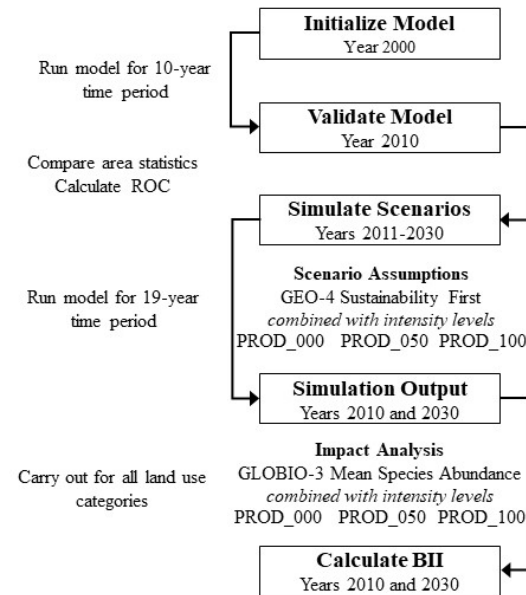 Initialize Model
Year 2000
Run model for 10-year
time period
Validate Model
Year 2010
Compare area statistics
Calculate ROC
Simulate Scenarios
Years 2011-2030
Scenario Assumptions
GEO-4 Sustainability First
combined with intensity levels
PROD_000 PROD_050 PROD_100
Run model for 19-year
time period
Simulation Output
Years 2010 and 2030
Impact Analysis
GLOBIO-3 Mean Species Abundance
combined with intensity levels
PROD_000 PROD_050 PROD_100
Carry out for all land use
categories
Calculate BII
Years 2010 and 2030